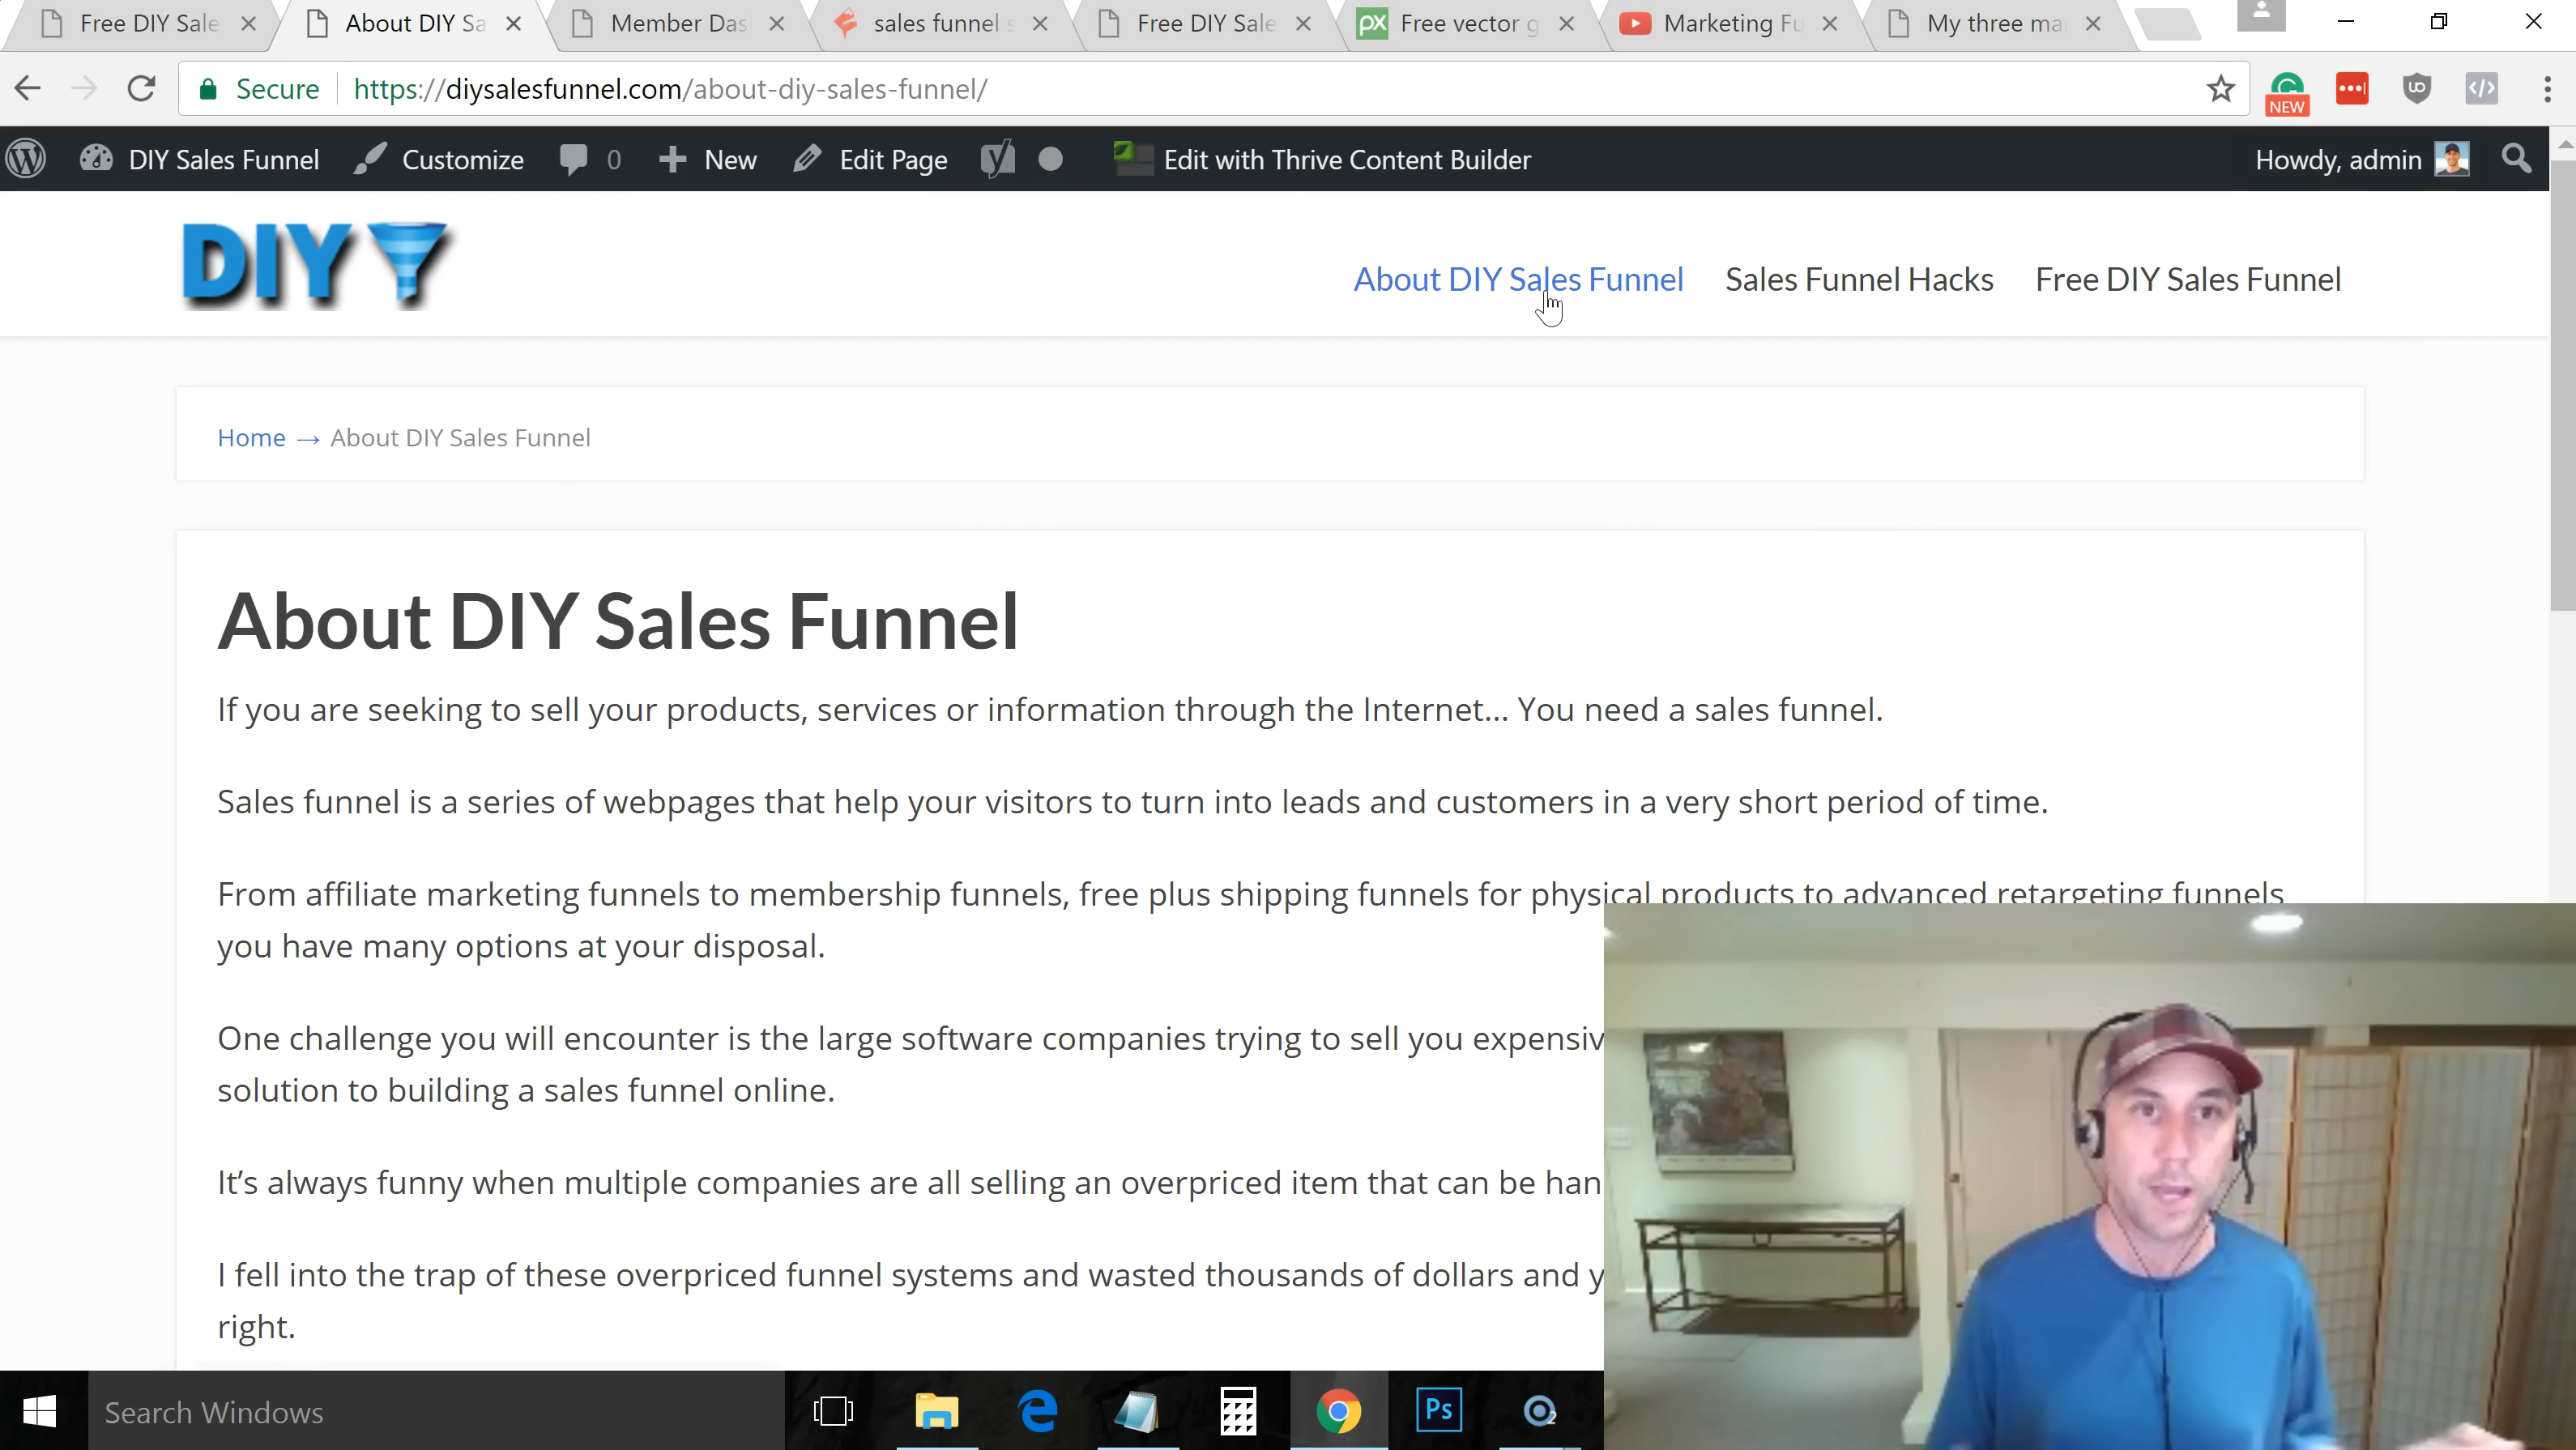 Free DIY Sale
About DIY Sa
Member Das
sales funnel s
Free DIY Sale
Free vector g
Marketing Fu
My three ma
Secure
https://diysalesfunnel.com/about-diy-sales-funnel/
NEW
DIY Sales Funnel
Customize
0
New
Edit Page
Edit with Thrive Content Builder
Howdy, admin
DIY
About DIY Sales Funnel
Sales Funnel Hacks
Free DIY Sales Funnel
Home → About DIY Sales Funnel
About DIY Sales Funnel
If you are seeking to sell your products, services or information through the Internet... You need a sales funnel.
Sales funnel is a series of webpages that help your visitors to turn into leads and customers in a very short period of time.
From affiliate marketing funnels to membership funnels, free plus shipping funnels for physical products to advanced retargeting funnels
you have many options at your disposal.
One challenge you will encounter is the large software companies trying to sell you expensiv
solution to building a sales funnel online.
It's always funny when multiple companies are all selling an overpriced item that can be han
I fell into the trap of these overpriced funnel systems and wasted thousands of dollars and y
right.
Search Windows
Ps
2